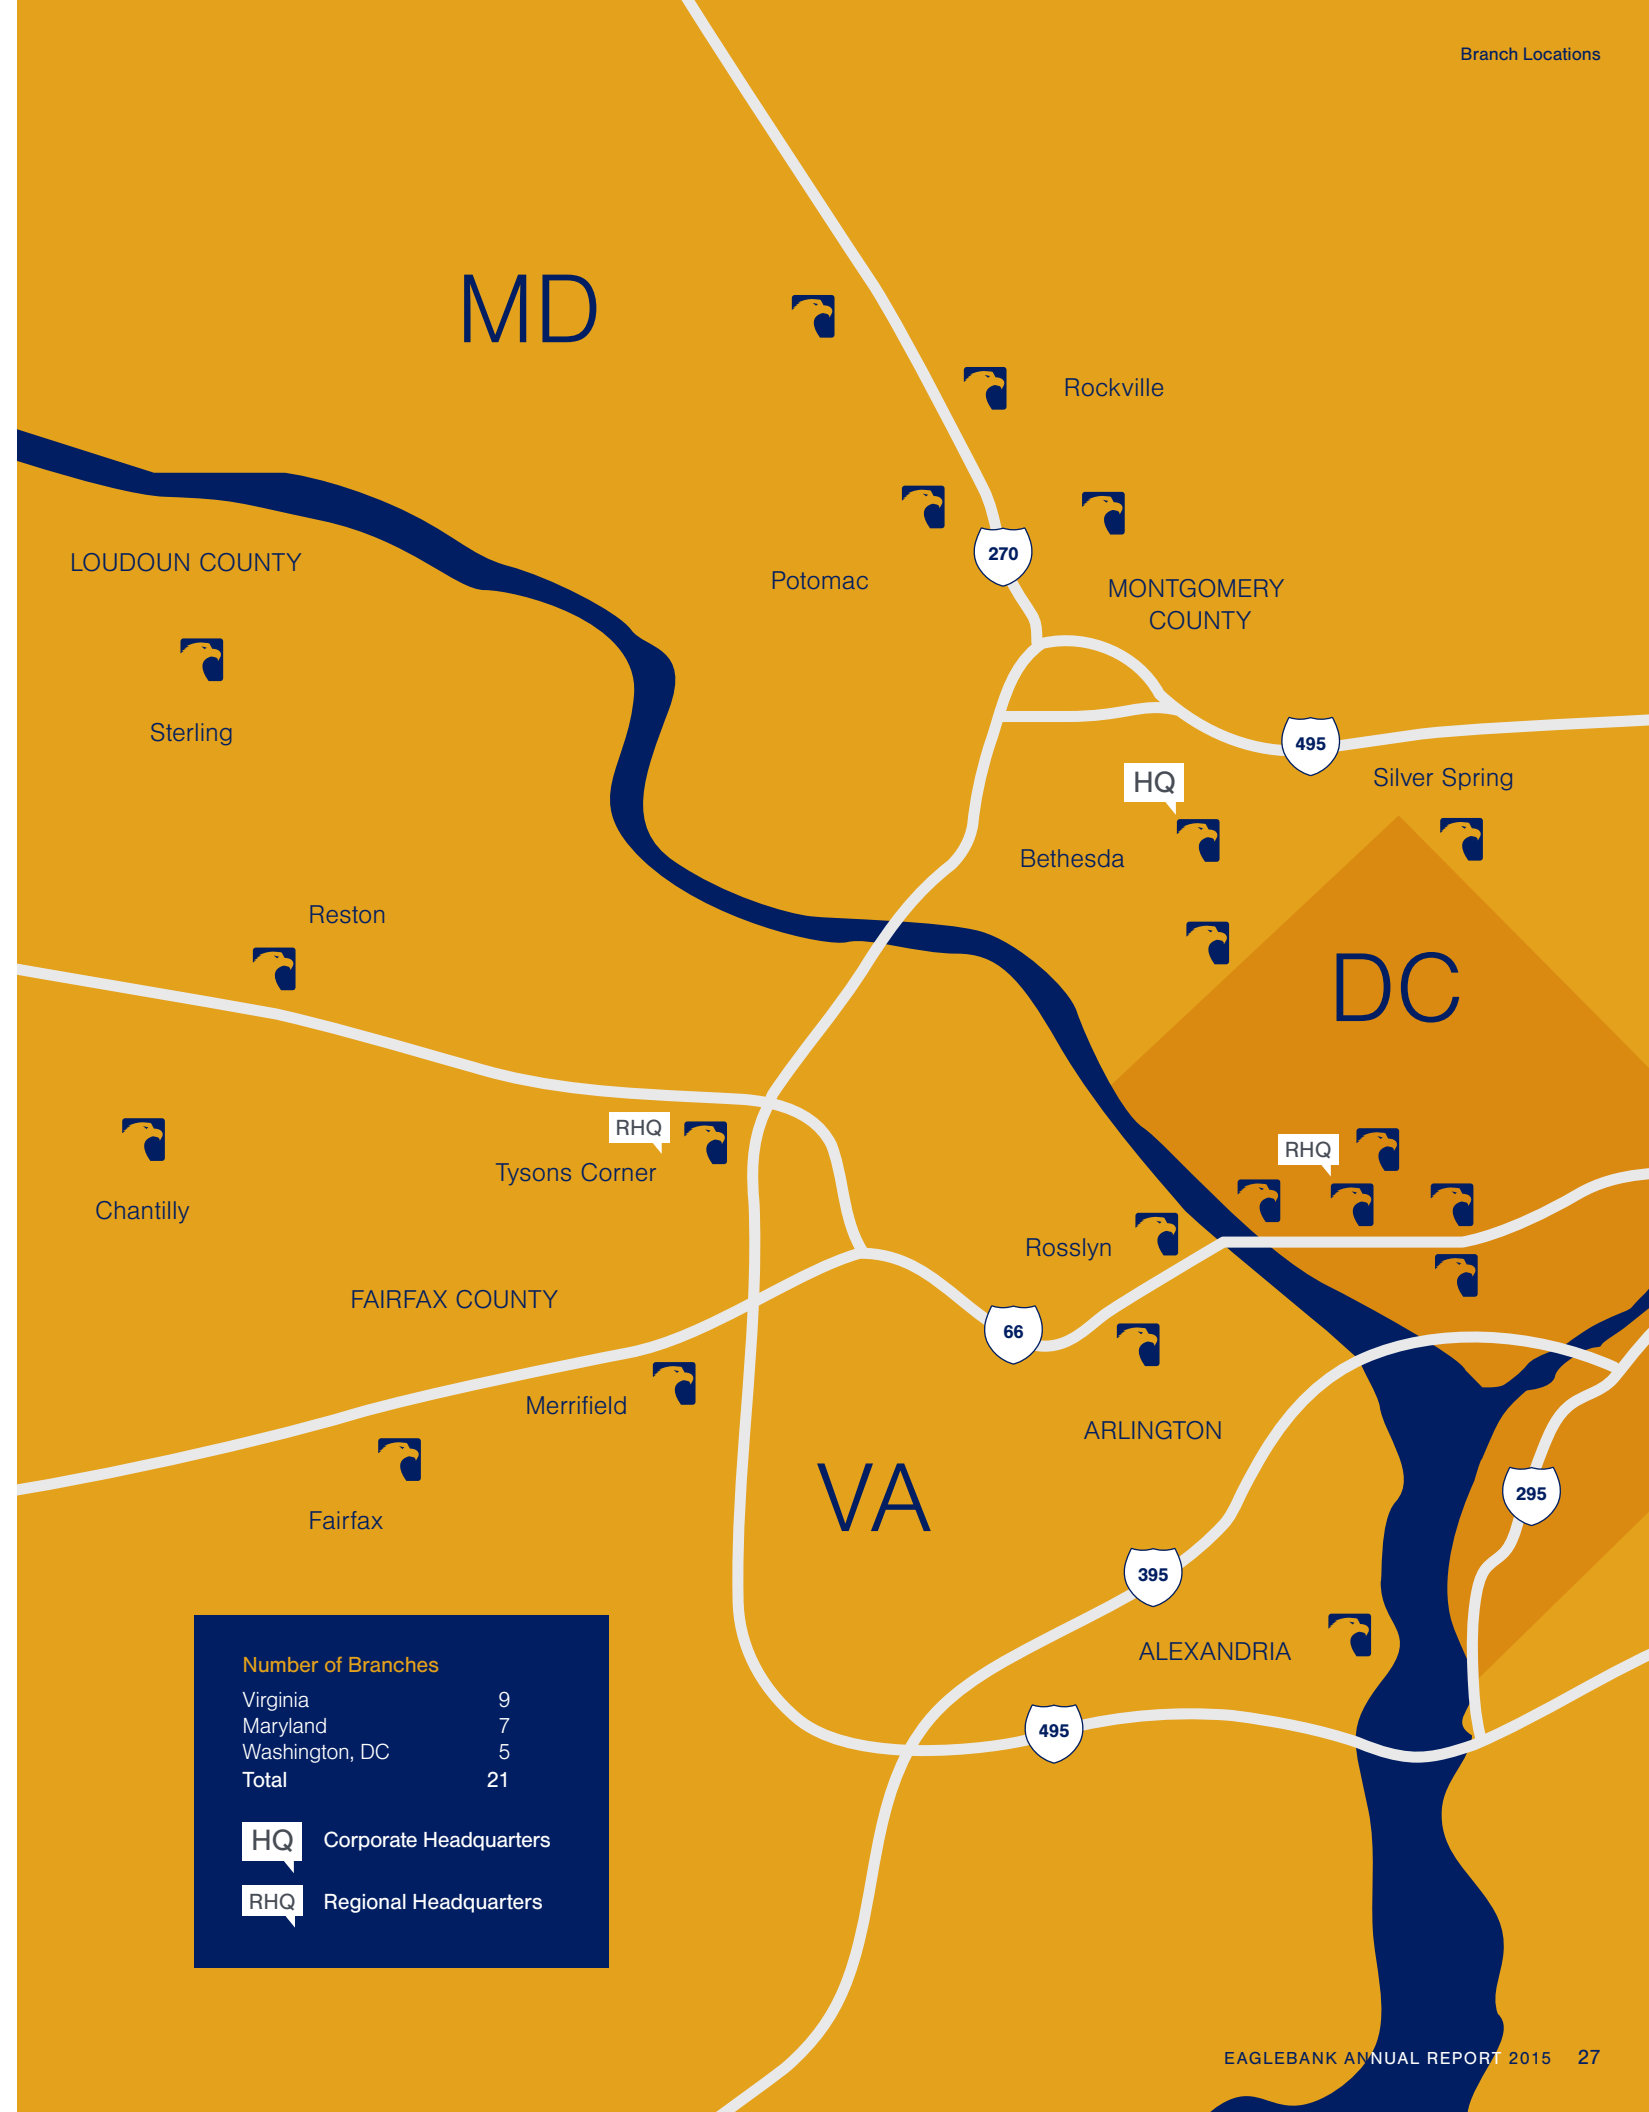 Branch Locations
MD
Rockville
270
LOUDOUN COUNTY
Potomac
MONTGOMERY
COUNTY
Sterling
495
Silver Spring
HQ
Bethesda
Reston
DC
RHQ
Tysons Corner
RHQ
Chantilly
Rosslyn
FAIRFAX COUNTY
66
Merrifield
ARLINGTON
VA
295
Fairfax
395
ALEXANDRIA
495
Number of Branches
Virginia 9
Maryland 7
Washington, DC 5
Total 21
HQ Corporate Headquarters
RHQ Regional Headquarters
EAGLEBANK ANNUAL REPORT 2015 27